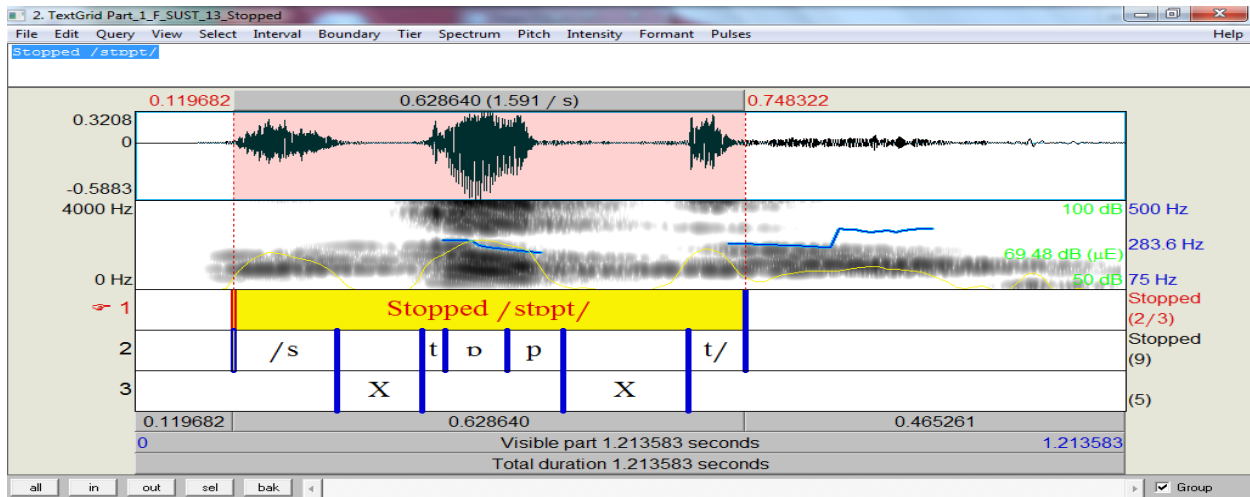 2. TextGrid Part_1_F_SUST_13_Stopped
File Edit Query View Select Interval Boundary Tier Spectrum Pitch Intensity Formant Pulses Help
Stopped /stɒpt/
0.119682 0.628640 (1.591 / s) 0.748322
0.3208
0
-0.5883
4000 Hz 100 dB 500 Hz
69.48 dB (µE) 283.6 Hz
0 Hz 50 dB 75 Hz
☞ 1 Stopped /stɒpt/ Stopped
(2/3)
2 /s t ɒ p t/ Stopped
(9)
3 X X (5)
0.119682 0.628640 0.465261
0 Visible part 1.213583 seconds 1.213583
Total duration 1.213583 seconds
all in out sel bak Group